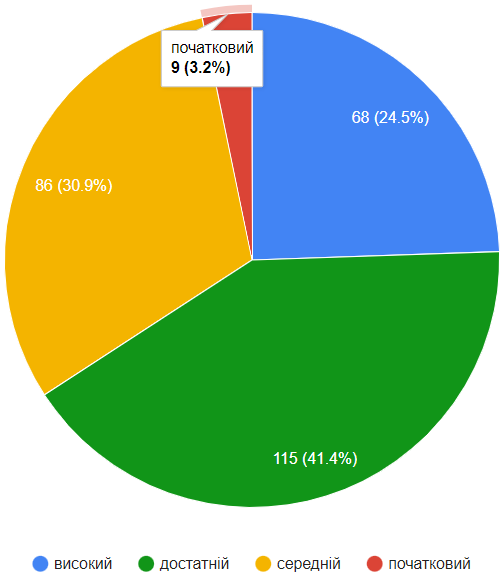 початковий
9 (3.2%)
68 (24.5%)
86 (30.9%)
115 (41.4%)
високий
достатній
середній
початковий